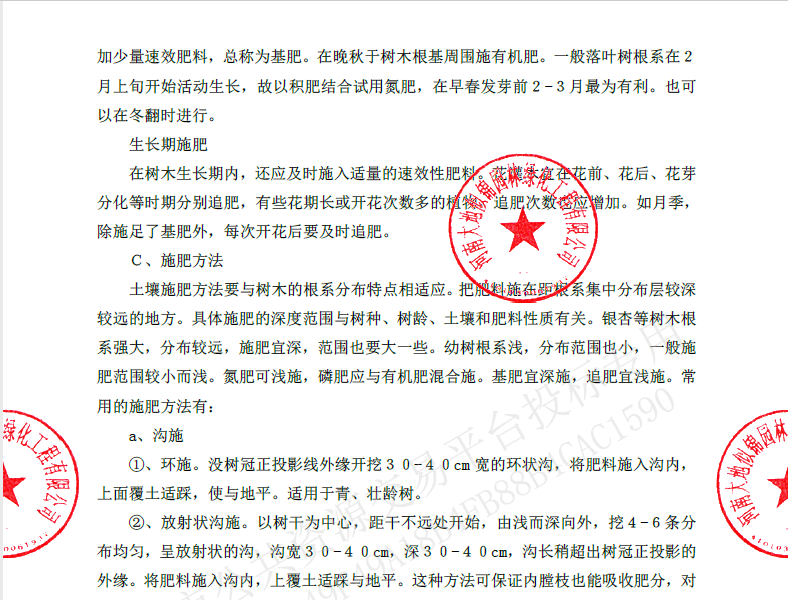 加少量速效肥料，总称为基肥。在晚秋于树木根基周围施有机肥。一般落叶树根系在２
月上旬开始活动生长，故以积肥结合试用氮肥，在早春发芽前２－３月最为有利。也可
以在冬翻时进行。
生长期施肥
在树木生长期内，还应及时施入适量的速效性肥料。花灌木宜在花前、花后、花芽
分化等时期分别追肥，有些花期长或开花次数多的植物，追肥次数也应增加。如月季，
除施足了基肥外，每次开花后要及时追肥。
Ｃ、施肥方法
土壤施肥方法要与树木的根系分布特点相适应。把肥料施在距根系集中分布层较深
较远的地方。具体施肥的深度范围与树种、树龄、土壤和肥料性质有关。银杏等树木根
系强大，分布较远，施肥宜深，范围也要大一些。幼树根系浅，分布范围也小，一般施
肥范围较小而浅。氮肥可浅施，磷肥应与有机肥混合施。基肥宜深施，追肥宜浅施。常
用的施肥方法有：
a、沟施
①、环施。没树冠正投影线外缘开挖３０－４０cm 宽的环状沟，将肥料施入沟内，
上面覆土适踩，使与地平。适用于青、壮龄树。
②、放射状沟施。以树干为中心，距干不远处开始，由浅而深向外，挖４－６条分
布均匀，呈放射状的沟，沟宽３０－４０cm，深３０－４０cm，沟长稍超出树冠正投影的
外缘。将肥料施入沟内，上覆土适踩与地平。这种方法可保证内膛枝也能吸收肥分，对